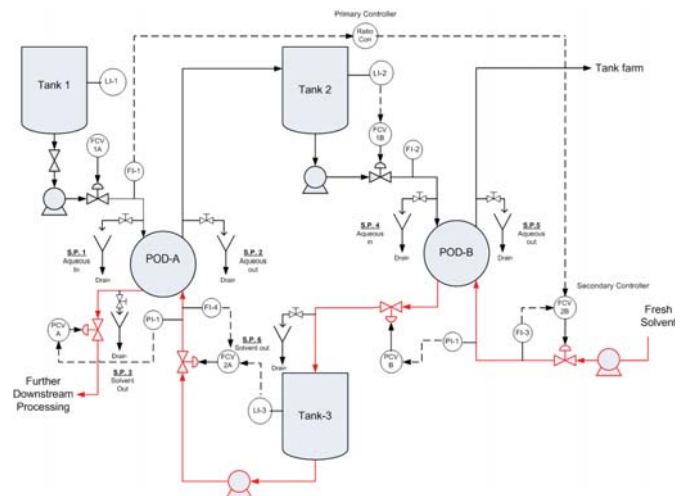 Primary Controller
Ratio
Con
Tank 1
LI-1
Tank 2
LI-2
Tank farm
FCV
1A
FI-1
FCV
1B
FI-2
S.P. 1
Aqueous
In
Drain
POD-A
S.P. 2
Aqueous
out
Drain
S.P. 4
Aqueous
in
Drain
POD-B
S.P.5
Aqueous
out
Drain
Secondary Controller
FCV
2B
Fresh
Solvent
PCV
A
PI-1
Drain
S.P. 3
Solvent
Out
FI-4
S.P. 6
Solvent out
FCV
2A
Drain
PCV
B
PI-1
FI-3
Further
Downstream
Processing
LI-3
Tank-3